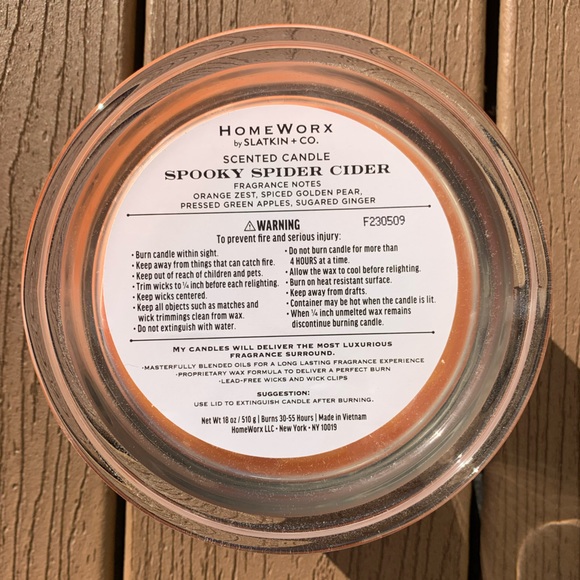 HOMEWORX
by SLATKIN + CO.
SCENTED CANDLE
SPOOKY SPIDER CIDER
FRAGRANCE NOTES
ORANGE ZEST, SPICED GOLDEN PEAR,
PRESSED GREEN APPLES, SUGARED GINGER
⚠WARNING
F230509
To prevent fire and serious injury:
• Burn candle within sight.
• Keep away from things that can catch fire.
• Keep out of reach of children and pets.
• Trim wicks to ¼ inch before each relighting.
• Keep wicks centered.
• Keep all objects such as matches and
wick trimmings clean from wax.
• Do not extinguish with water.
• Do not burn candle for more than
4 HOURS at a time.
• Allow the wax to cool before relighting.
• Burn on heat resistant surface.
• Keep away from drafts.
• Container may be hot when the candle is lit.
• When ¼ inch unmelted wax remains
discontinue burning candle.
MY CANDLES WILL DELIVER THE MOST LUXURIOUS
FRAGRANCE SURROUND.
-MASTERFULLY BLENDED OILS FOR A LONG LASTING FRAGRANCE EXPERIENCE
-PROPRIETARY WAX FORMULA TO DELIVER A PERFECT BURN
-LEAD-FREE WICKS AND WICK CLIPS
SUGGESTION:
USE LID TO EXTINGUISH CANDLE AFTER BURNING.
Net Wt 18 oz / 510 g | Burns 30-55 Hours | Made in Vietnam
HomeWorx LLC • New York • NY 10019